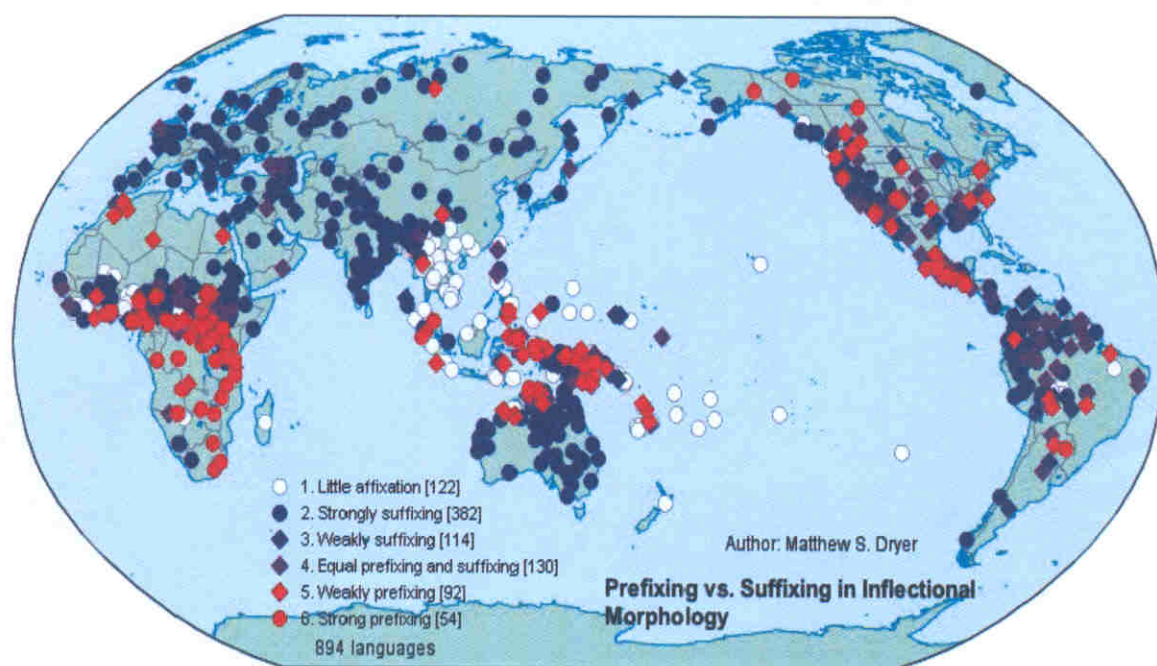 1. Little affixation [122]
2. Strongly suffixing [382]
3. Weakly suffixing [114]
4. Equal prefixing and suffixing [130]
5. Weakly prefixing [92]
6. Strong prefixing [54]
894 languages
Author: Matthew S. Dryer
Prefixing vs. Suffixing in Inflectional
Morphology